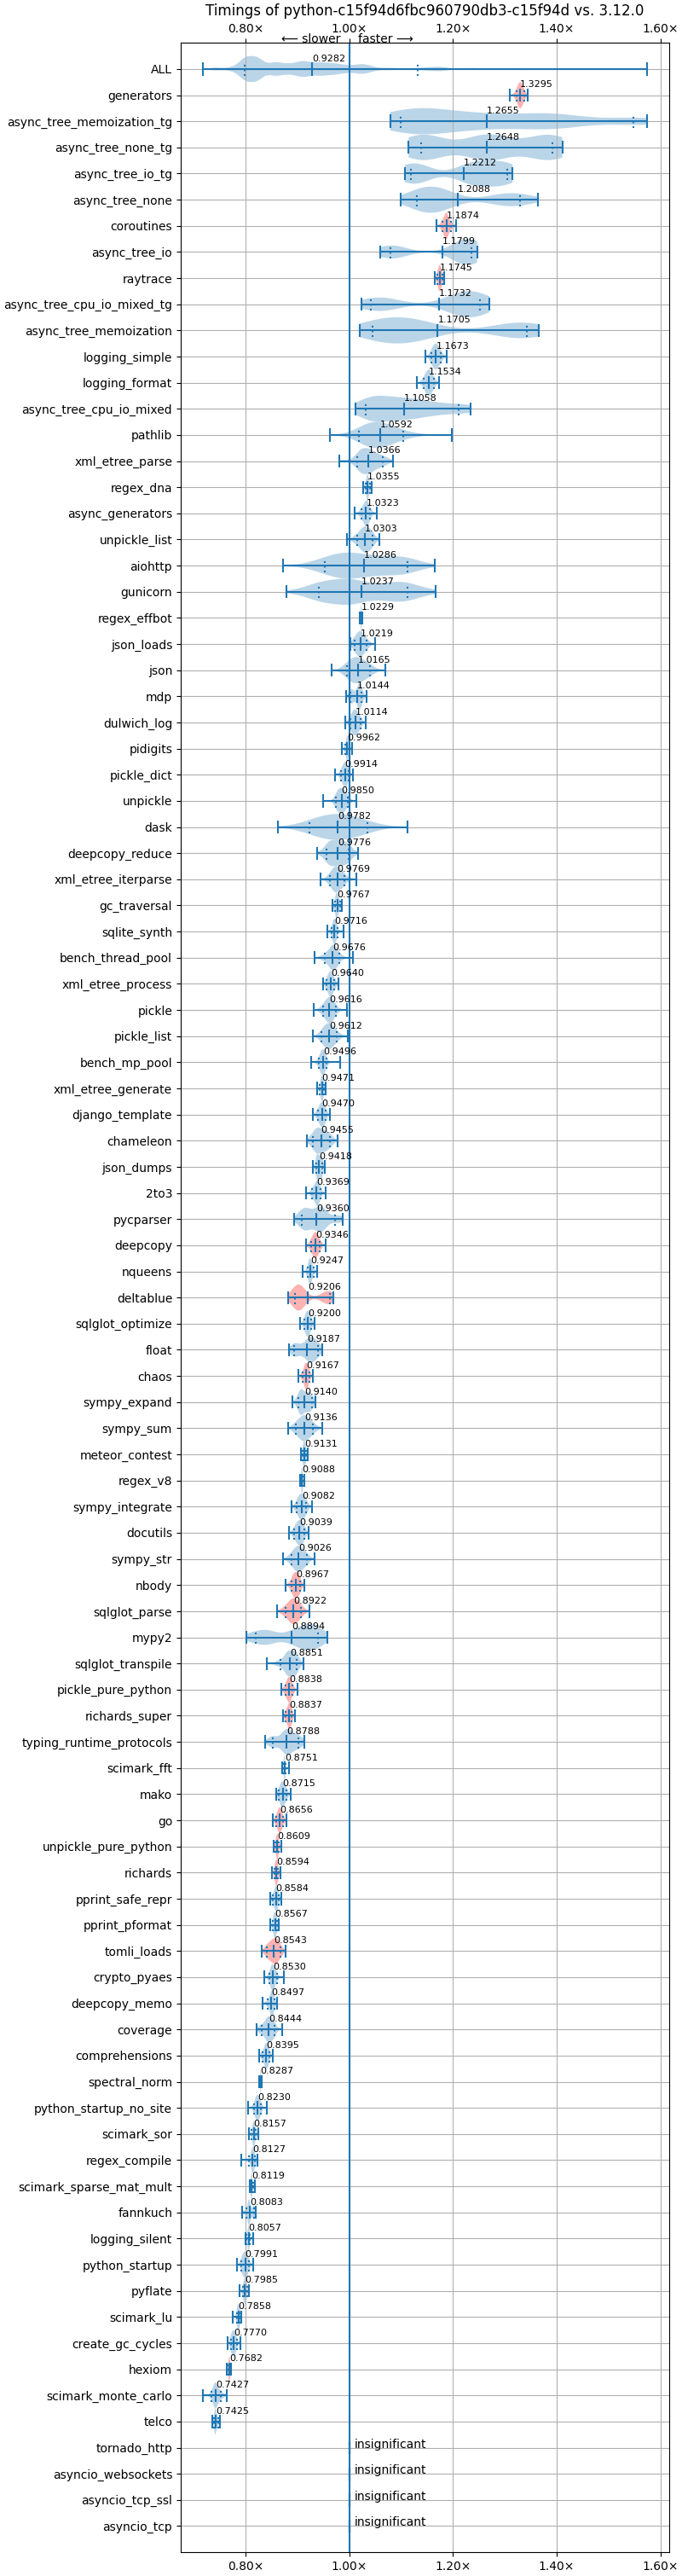 Timings of python-c15f94d6fbc960790db3-c15f94d vs. 3.12.0
0.80× 1.00× 1.20× 1.40× 1.60×
⟵ slower faster ⟶
ALL 0.9282
generators 1.3295
async_tree_memoization_tg 1.2655
async_tree_none_tg 1.2648
async_tree_io_tg 1.2212
async_tree_none 1.2088
coroutines 1.1874
async_tree_io 1.1799
raytrace 1.1745
async_tree_cpu_io_mixed_tg 1.1732
async_tree_memoization 1.1705
logging_simple 1.1673
logging_format 1.1534
async_tree_cpu_io_mixed 1.1058
pathlib 1.0592
xml_etree_parse 1.0366
regex_dna 1.0355
async_generators 1.0323
unpickle_list 1.0303
aiohttp 1.0286
gunicorn 1.0237
regex_effbot 1.0229
json_loads 1.0219
json 1.0165
mdp 1.0144
dulwich_log 1.0114
pidigits 0.9962
pickle_dict 0.9914
unpickle 0.9850
dask 0.9782
deepcopy_reduce 0.9776
xml_etree_iterparse 0.9769
gc_traversal 0.9767
sqlite_synth 0.9716
bench_thread_pool 0.9676
xml_etree_process 0.9640
pickle 0.9616
pickle_list 0.9612
bench_mp_pool 0.9496
xml_etree_generate 0.9471
django_template 0.9470
chameleon 0.9455
json_dumps 0.9418
2to3 0.9369
pycparser 0.9360
deepcopy 0.9346
nqueens 0.9247
deltablue 0.9206
sqlglot_optimize 0.9200
float 0.9187
chaos 0.9167
sympy_expand 0.9140
sympy_sum 0.9136
meteor_contest 0.9131
regex_v8 0.9088
sympy_integrate 0.9082
docutils 0.9039
sympy_str 0.9026
nbody 0.8967
sqlglot_parse 0.8922
mypy2 0.8894
sqlglot_transpile 0.8851
pickle_pure_python 0.8838
richards_super 0.8837
typing_runtime_protocols 0.8788
scimark_fft 0.8751
mako 0.8715
go 0.8656
unpickle_pure_python 0.8609
richards 0.8594
pprint_safe_repr 0.8584
pprint_pformat 0.8567
tomli_loads 0.8543
crypto_pyaes 0.8530
deepcopy_memo 0.8497
coverage 0.8444
comprehensions 0.8395
spectral_norm 0.8287
python_startup_no_site 0.8230
scimark_sor 0.8157
regex_compile 0.8127
scimark_sparse_mat_mult 0.8119
fannkuch 0.8083
logging_silent 0.8057
python_startup 0.7991
pyflate 0.7985
scimark_lu 0.7858
create_gc_cycles 0.7770
hexiom 0.7682
scimark_monte_carlo 0.7427
telco 0.7425
tornado_http insignificant
asyncio_websockets insignificant
asyncio_tcp_ssl insignificant
asyncio_tcp insignificant
0.80× 1.00× 1.20× 1.40× 1.60×